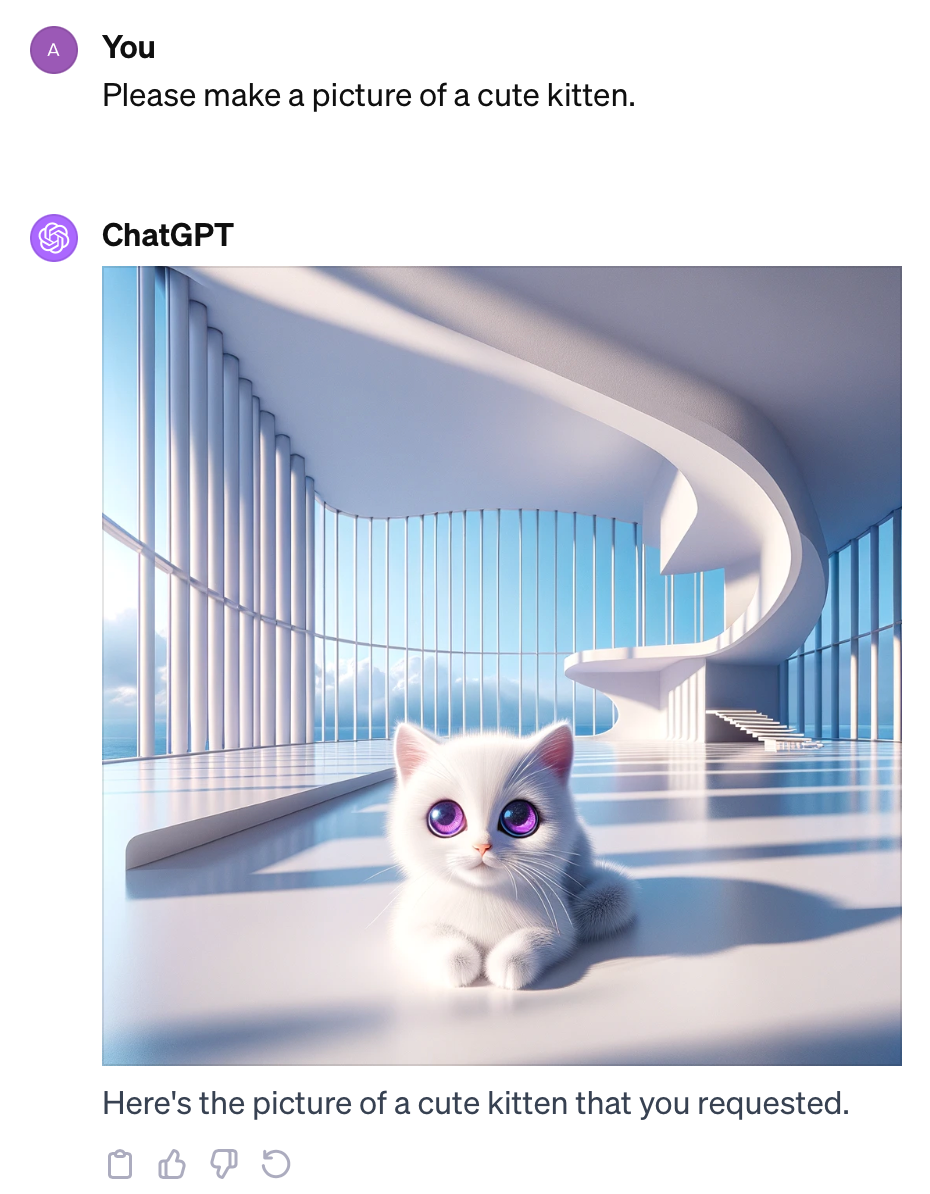 A
You
Please make a picture of a cute kitten.
ChatGPT
Here's the picture of a cute kitten that you requested.